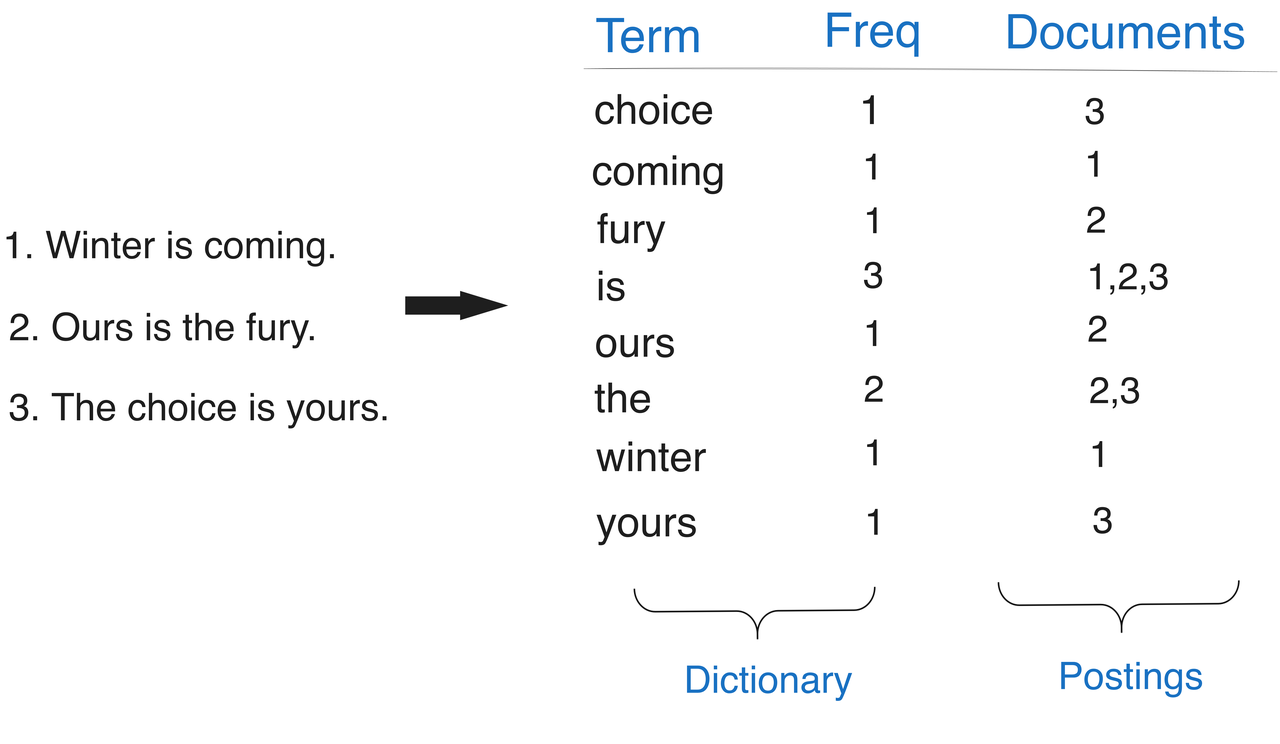 1. Winter is coming.
2. Ours is the fury.
3. The choice is yours.
Term Freq Documents
choice 1 3
coming 1 1
fury 1 2
is 3 1,2,3
ours 1 2
the 2 2,3
winter 1 1
yours 1 3
Dictionary Postings